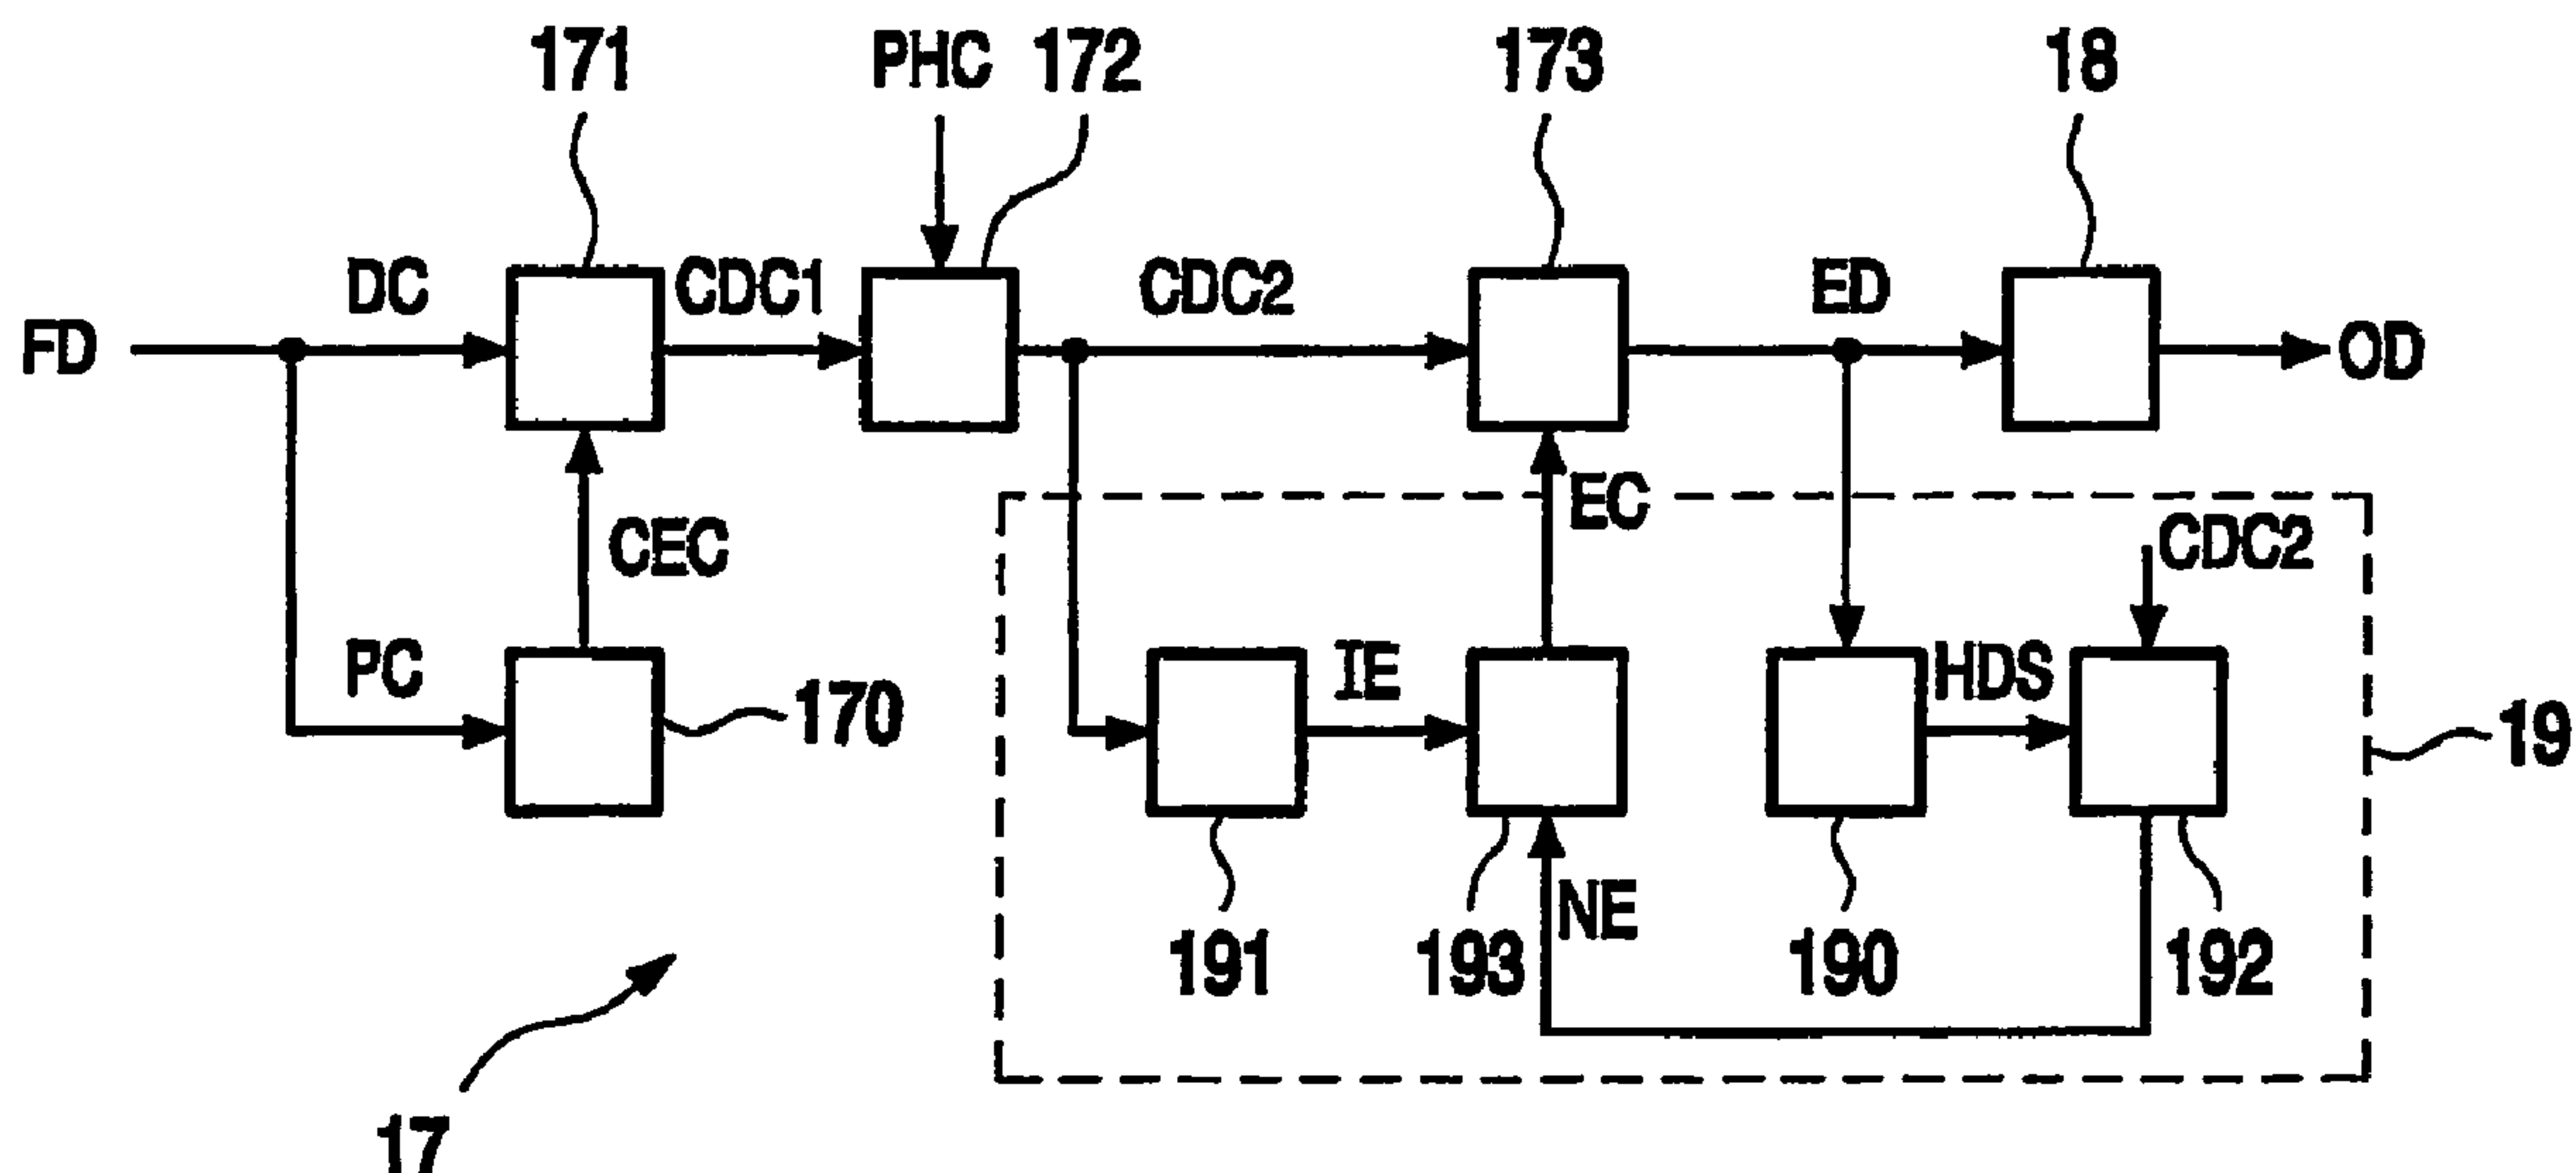 171
PHC
172
173
18
FD
DC
CDC1
CDC2
ED
OD
CEC
EC
CDC2
PC
170
IE
HDS
19
191
193
NE
190
192
17